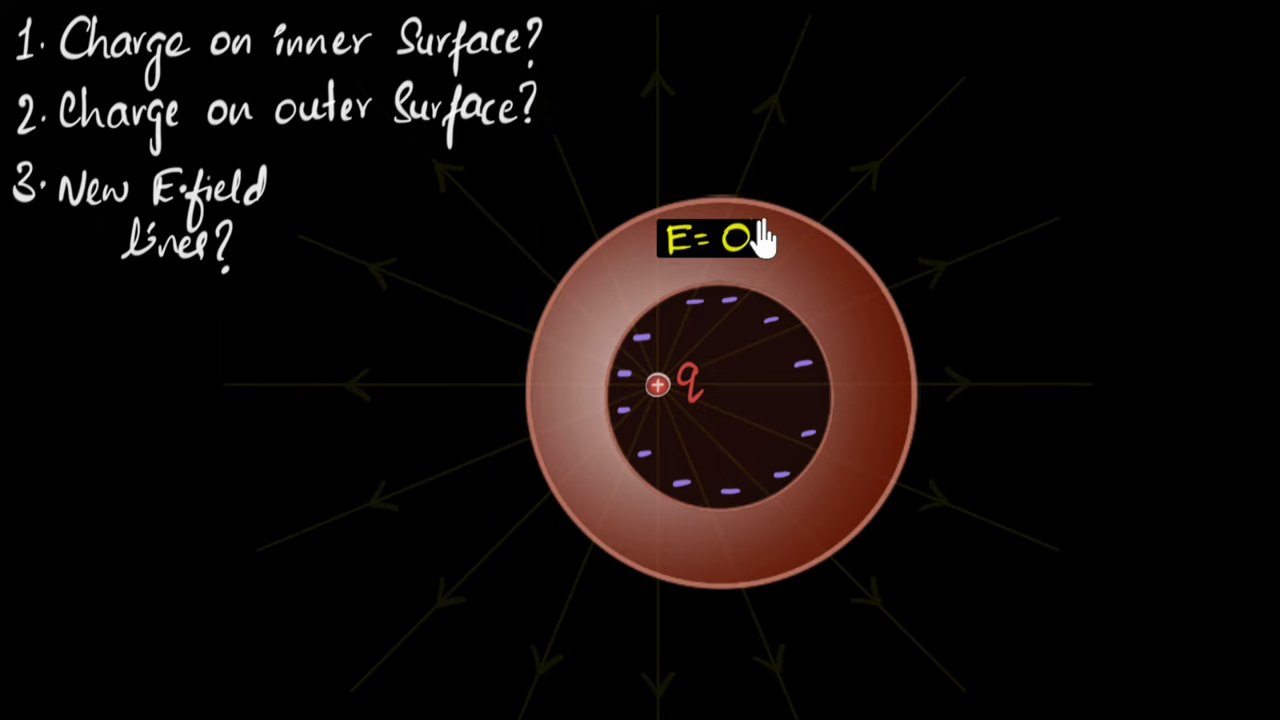 1. Charge on inner Surface?
2. Charge on outer Surface?
3. New E.field
lines?
E= 0
+ q